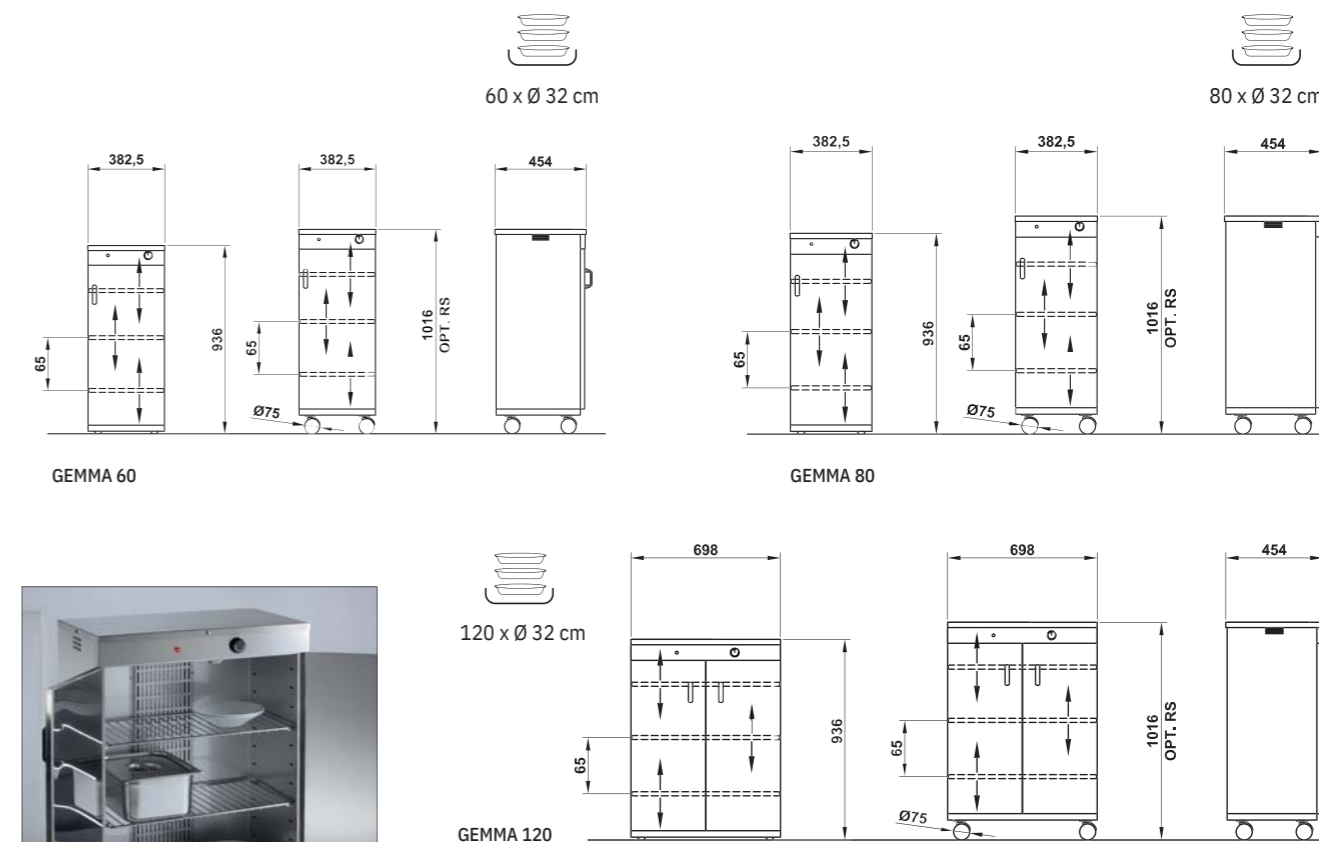 60 x Ø 32 cm
382,5
382,5
454
65
936
65
1016
OPT. RS
Ø75
GEMMA 60
80 x Ø 32 cm
382,5
382,5
454
65
936
65
1016
OPT. RS
Ø75
GEMMA 80
120 x Ø 32 cm
698
698
454
65
936
65
1016
OPT. RS
Ø75
GEMMA 120